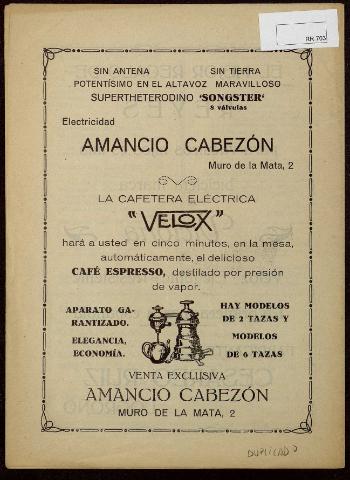 RR 703
SIN ANTENA SIN TIERRA
POTENTÍSIMO EN EL ALTAVOZ MARAVILLOSO
SUPERTHETERODINO "SONGSTER"
8 válvulas
Electricidad
AMANCIO CABEZÓN
Muro de la Mata, 2
LA CAFETERA ELÉCTRICA
"VELOX"
hará a usted en cinco minutos, en la mesa,
automáticamente, el delicioso
CAFÉ ESPRESSO, destilado por presión
de vapor.
APARATO GA-
RANTIZADO.
ELEGANCIA,
ECONOMÍA.
HAY MODELOS
DE 2 TAZAS Y
MODELOS
DE 6 TAZAS
VENTA EXCLUSIVA
AMANCIO CABEZÓN
MURO DE LA MATA, 2
DUPLICADO